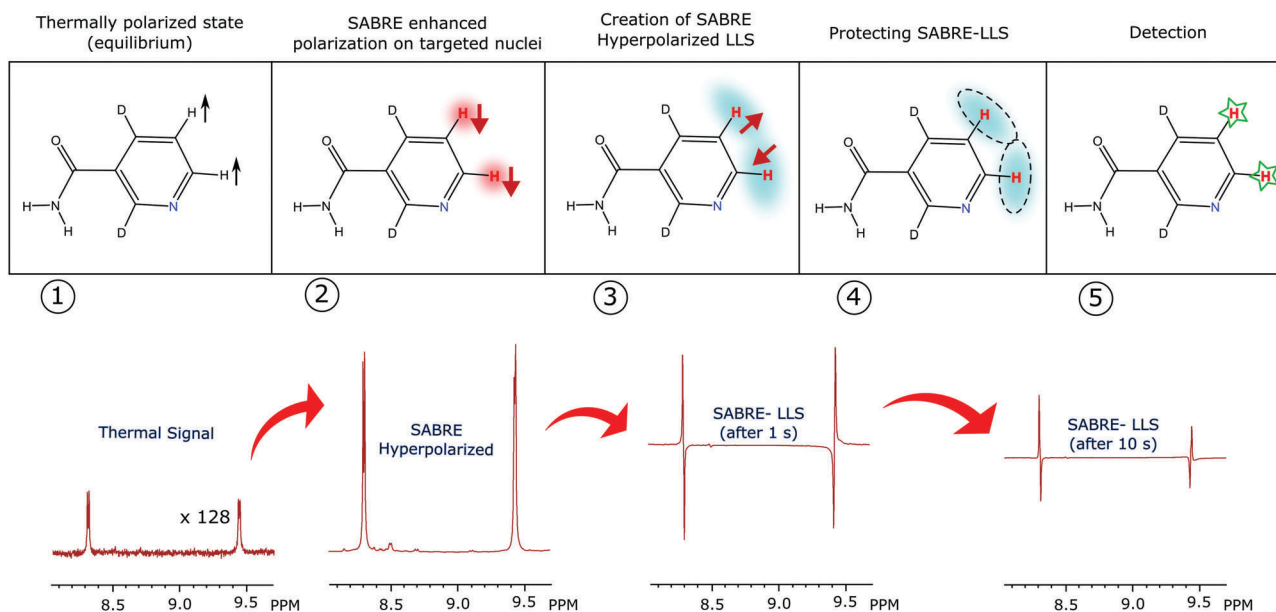 Thermally polarized state
(equilibrium)
SABRE enhanced
polarization on targeted nuclei
Creation of SABRE
Hyperpolarized LLS
Protecting SABRE-LLS
Detection
D
H
O
H
N
H
D
N
H
D
H
O
H
N
H
D
N
H
D
H
O
H
N
H
D
N
H
D
H
O
H
N
H
D
N
H
D
H
O
H
N
H
D
N
H
1
2
3
4
5
Thermal Signal
x 128
SABRE
Hyperpolarized
SABRE- LLS
(after 1 s)
SABRE- LLS
(after 10 s)
8.5 9.0 9.5 PPM
8.5 9.0 9.5 PPM
8.5 9.0 9.5 PPM
8.5 9.0 9.5 PPM